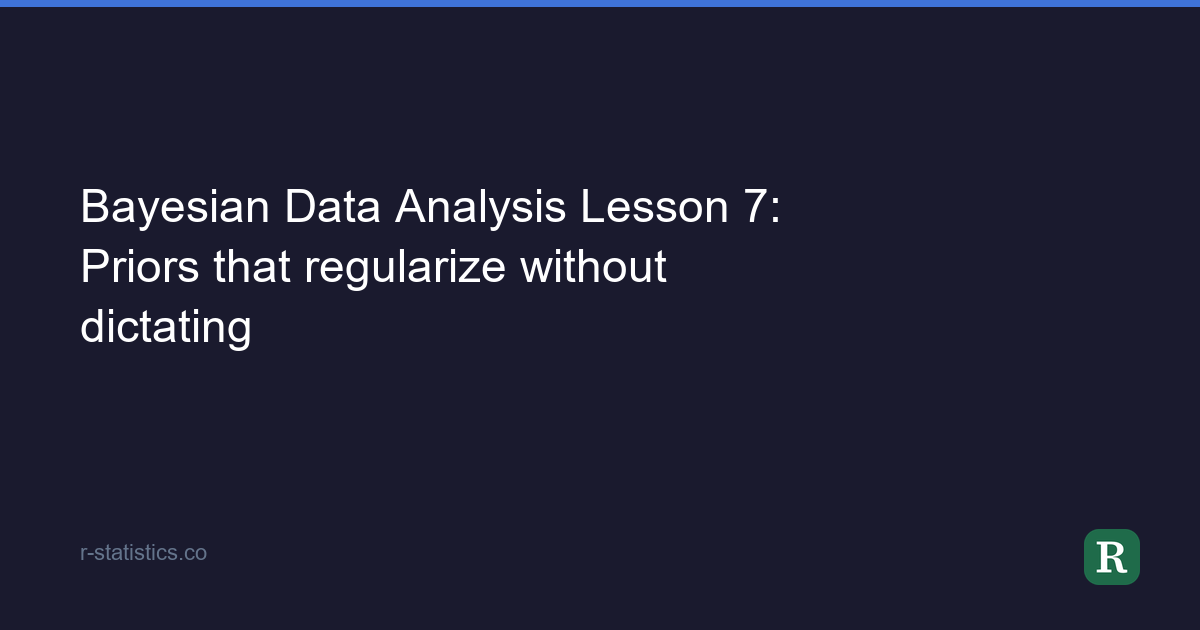 Bayesian Data Analysis Lesson 7:
Priors that regularize without
dictating
r-statistics.co
R